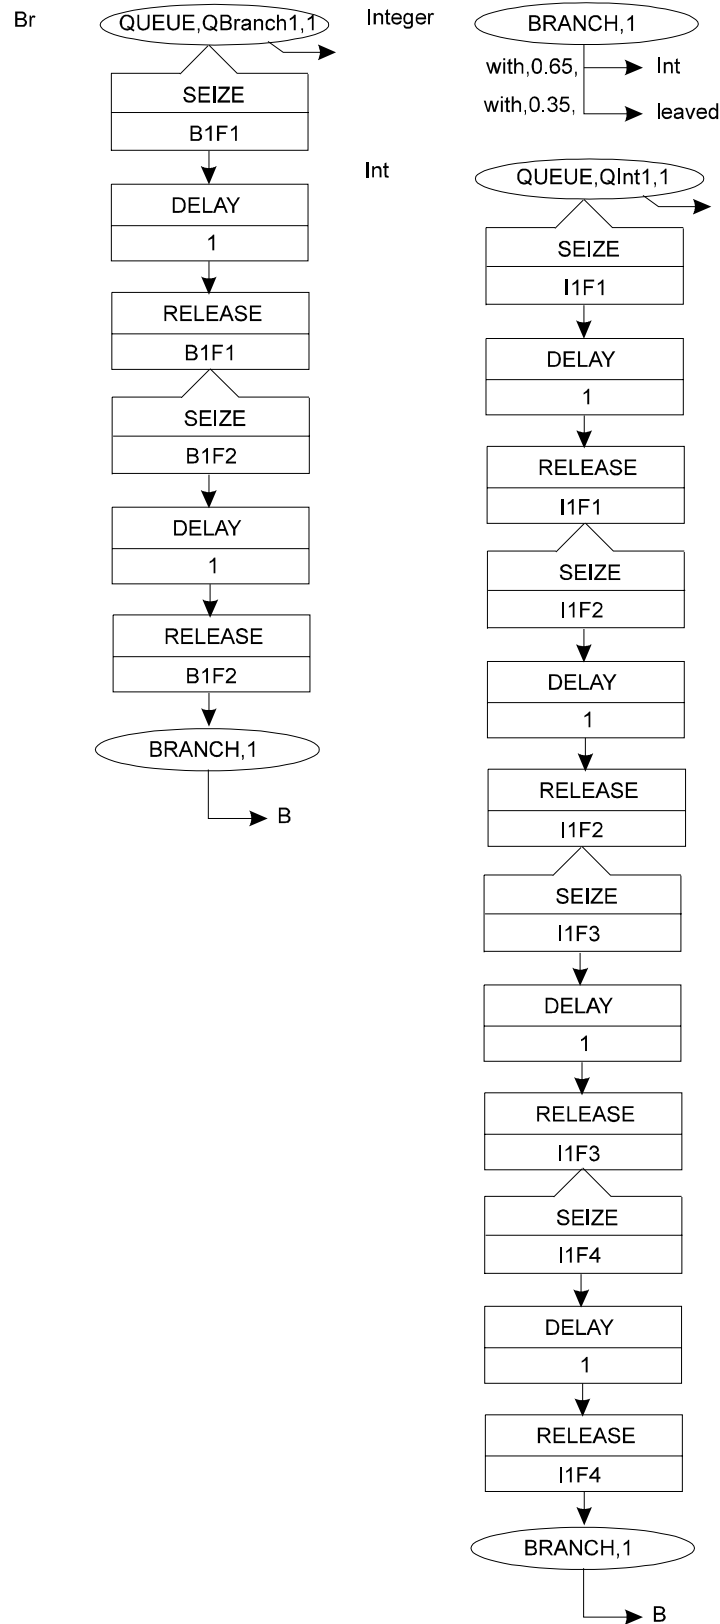 Br
QUEUE,QBranch1,1
SEIZE
B1F1
DELAY
1
RELEASE
B1F1
SEIZE
B1F2
DELAY
1
RELEASE
B1F2
BRANCH,1
B
Integer
BRANCH,1
with,0.65,
Int
with,0.35,
leaved
Int
QUEUE,QInt1,1
SEIZE
I1F1
DELAY
1
RELEASE
I1F1
SEIZE
I1F2
DELAY
1
RELEASE
I1F2
SEIZE
I1F3
DELAY
1
RELEASE
I1F3
SEIZE
I1F4
DELAY
1
RELEASE
I1F4
BRANCH,1
B